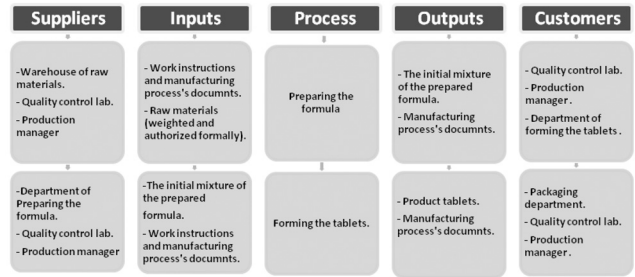 Suppliers
Inputs
Process
Outputs
Customers
-Warehouse of raw
materials.
- Quality control lab.
- Production
manager
- Work instructions
and manufacturing
process's documnts.
- Raw materials
(weighted and
authorized formally).
Preparing the
formula
- The initial mixture
of the prepared
formula.
- Manufacturing
process's documnts.
- Quality control lab.
- Production
manager .
- Department of
forming the tablets .
-Department of
Preparing the
formula.
- Quality control lab.
- Production manager
-The initial mixture of
the prepared
formula.
- Work instructions
and manufacturing
process's documnts.
Forming the tablets.
- Product tablets.
- Manufacturing
process's documnts.
- Packaging
department.
- Quality control lab.
- Production
manager .